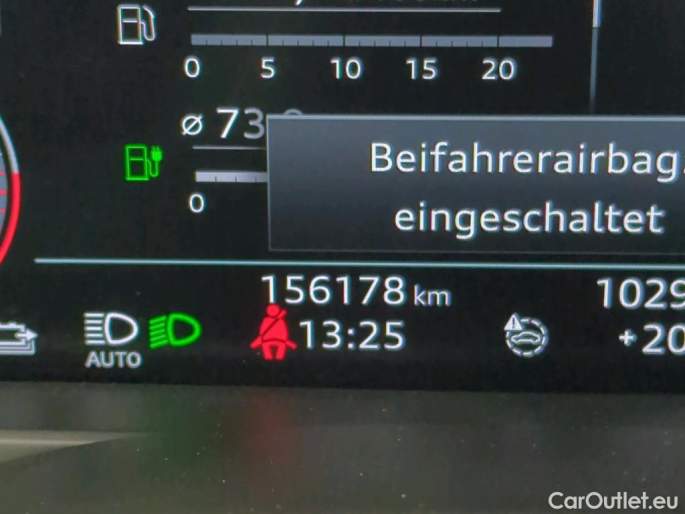 0 5 10 15 20
ø 73
Beifahrerairbag
eingeschaltet
0
156178 km
1029
AUTO
13:25
+20
CarOutlet.eu